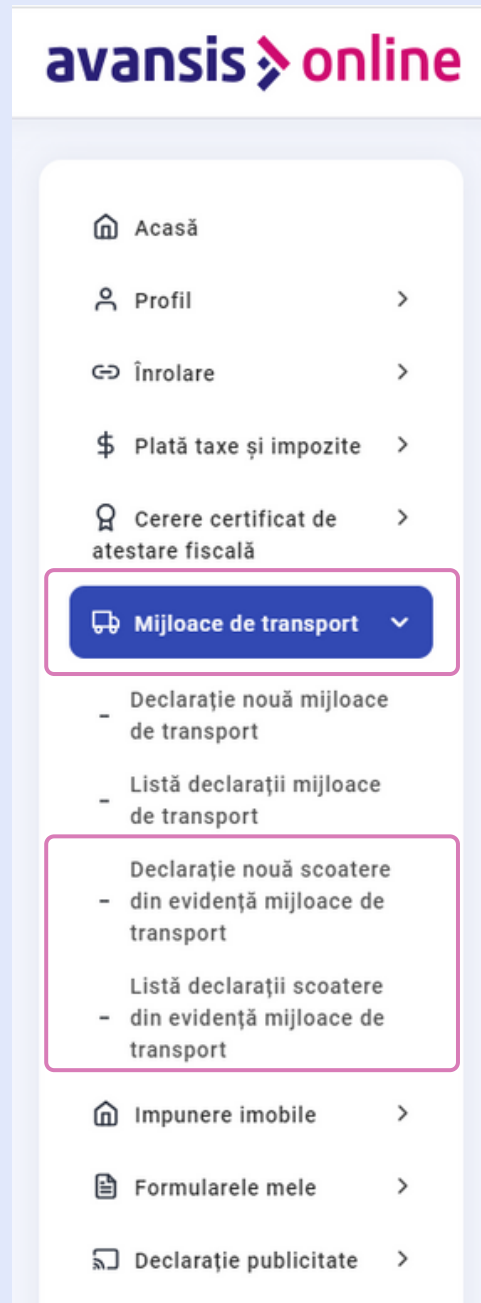 avansis online
Acasă
Profil
Înrolare
Plată taxe și impozite
Cerere certificat de
atestare fiscală
Mijloace de transport
- Declarație nouă mijloace
de transport
- Listă declarații mijloace
de transport
Declarație nouă scoatere
- din evidență mijloace de
transport
Listă declarații scoatere
- din evidență mijloace de
transport
Impunere imobile
Formularele mele
Declarație publicitate